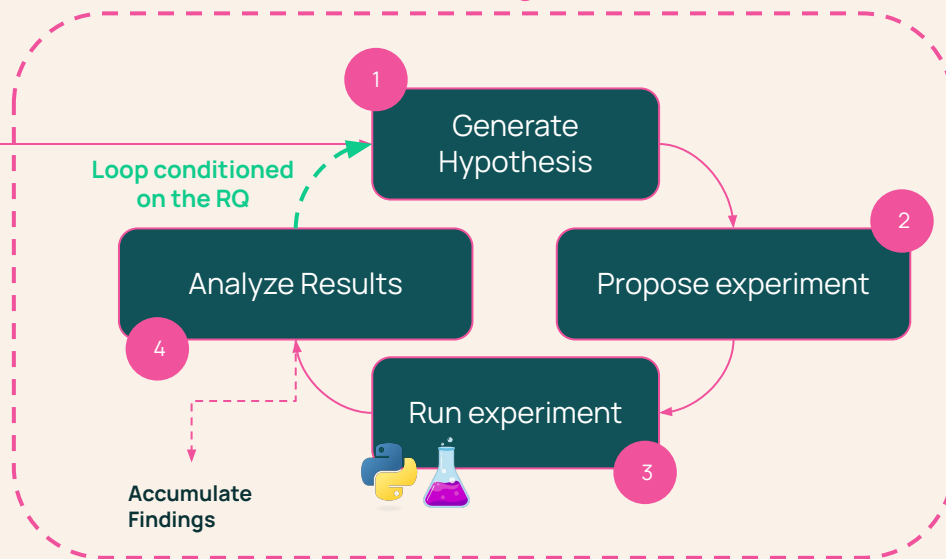 1
Generate
Hypothesis
Loop conditioned
on the RQ
2
Analyze Results
Propose experiment
4
Run experiment
3
Accumulate
Findings